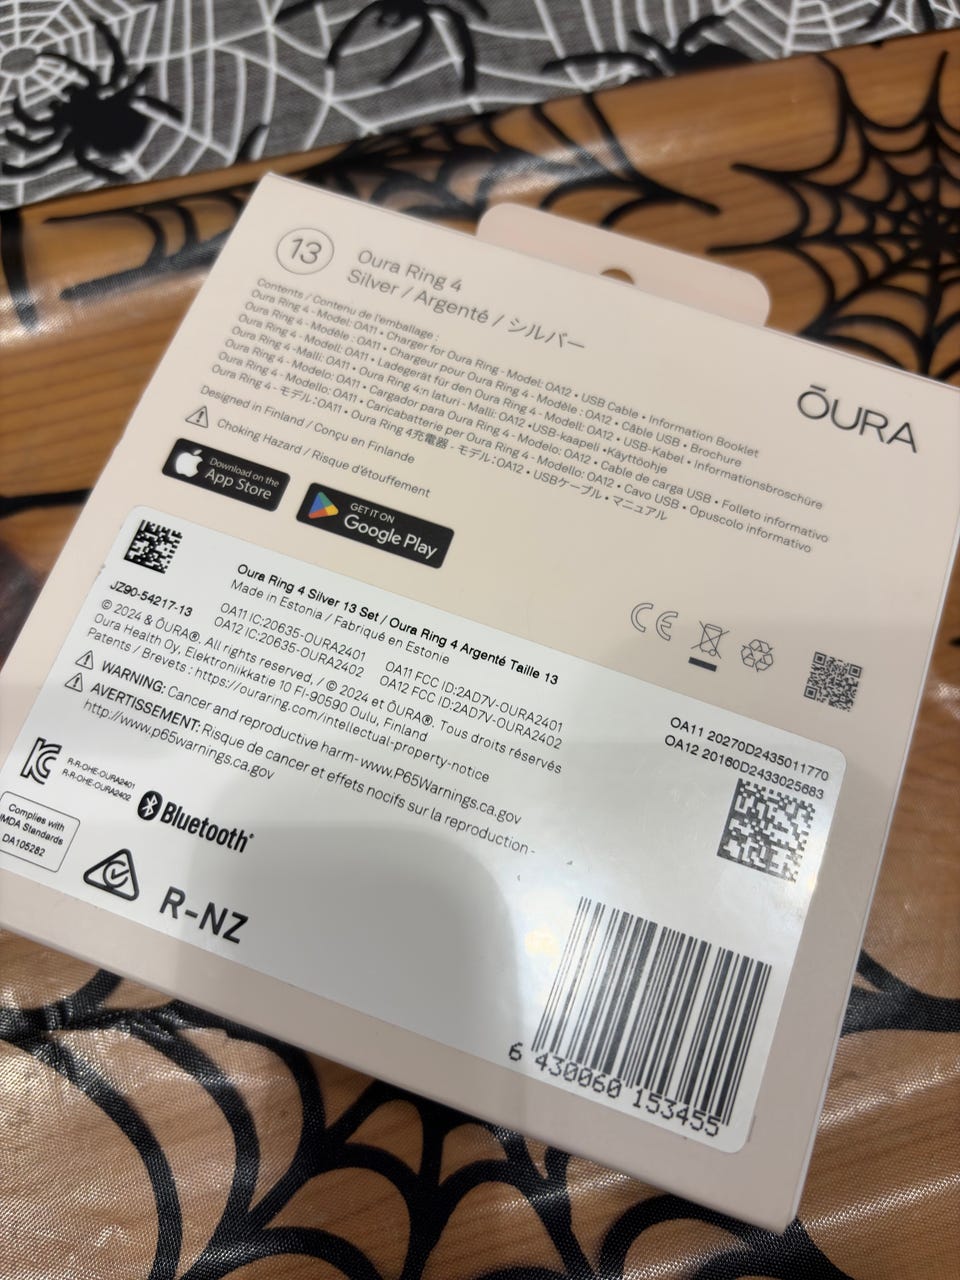 13
Oura Ring 4
Silver / Argenté / シルバー
ŌURA
Contents / Contenu de l'emballage :
Oura Ring 4 - Model: OA11 • Charger for Oura Ring - Model: OA12 • USB Cable • Information Booklet
Oura Ring 4 - Modèle : OA11 • Chargeur pour Oura Ring 4 - Modèle : OA12 • Câble USB • Brochure
Oura Ring 4 - Modell: OA11 • Ladegerät für den Oura Ring 4 - Modell: OA12 • USB-Kabel • Informationsbroschüre
Oura Ring 4 -Malli: OA11 • Oura Ring 4:n laturi - Malli: OA12 •USB-kaapeli •Käyttöohje
Oura Ring 4 - Modelo: OA11 • Cargador para Oura Ring 4 - Modelo: OA12 • Cable de carga USB • Folleto informativo
Oura Ring 4 - Modello: OA11 • Caricabatterie per Oura Ring 4 - Modello: OA12 • Cavo USB • Opuscolo informativo
Oura Ring 4 - モデル：OA11 • Oura Ring 4充電器 - モデル：OA12 • USBケーブル • マニュアル
Designed in Finland / Conçu en Finlande
Choking Hazard / Risque d'étouffement
Download on the
App Store
GET IT ON
Google Play
CE
JZ90-54217-13
Oura Ring 4 Silver 13 Set / Oura Ring 4 Argenté Taille 13
Made in Estonia / Fabriqué en Estonie
OA11 IC:20635-OURA2401 OA11 FCC ID:2AD7V-OURA2401
OA12 IC:20635-OURA2402 OA12 FCC ID:2AD7V-OURA2402
© 2024 & ŌURA®. All rights reserved, / © 2024 et ŌURA®. Tous droits réservés
Oura Health Oy, Elektroniikkatie 10 FI-90590 Oulu, Finland
Patents / Brevets : https://ouraring.com/intellectual-property-notice
WARNING: Cancer and reproductive harm- www.P65Warnings.ca.gov
AVERTISSEMENT: Risque de cancer et effets nocifs sur la reproduction-
http://www.p65warnings.ca.gov
OA11 20270D2435011770
OA12 20160D2433025683
R-R-OHE-OURA2401
R-R-OHE-OURA2402
Bluetooth®
Complies with
IMDA Standards
DA105282
R-NZ
6 430060 153455